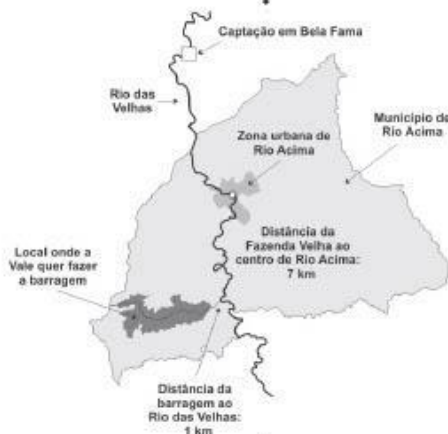 Captação em Bela Fama
Rio das
Velhas
Município de
Rio Acima
Zona urbana de
Rio Acima
Distância da
Fazenda Velha ao
centro de Rio Acima:
7 km
Local onde a
Vale quer fazer
a barragem
Distância da
barragem ao
Rio das Velhas:
1 km